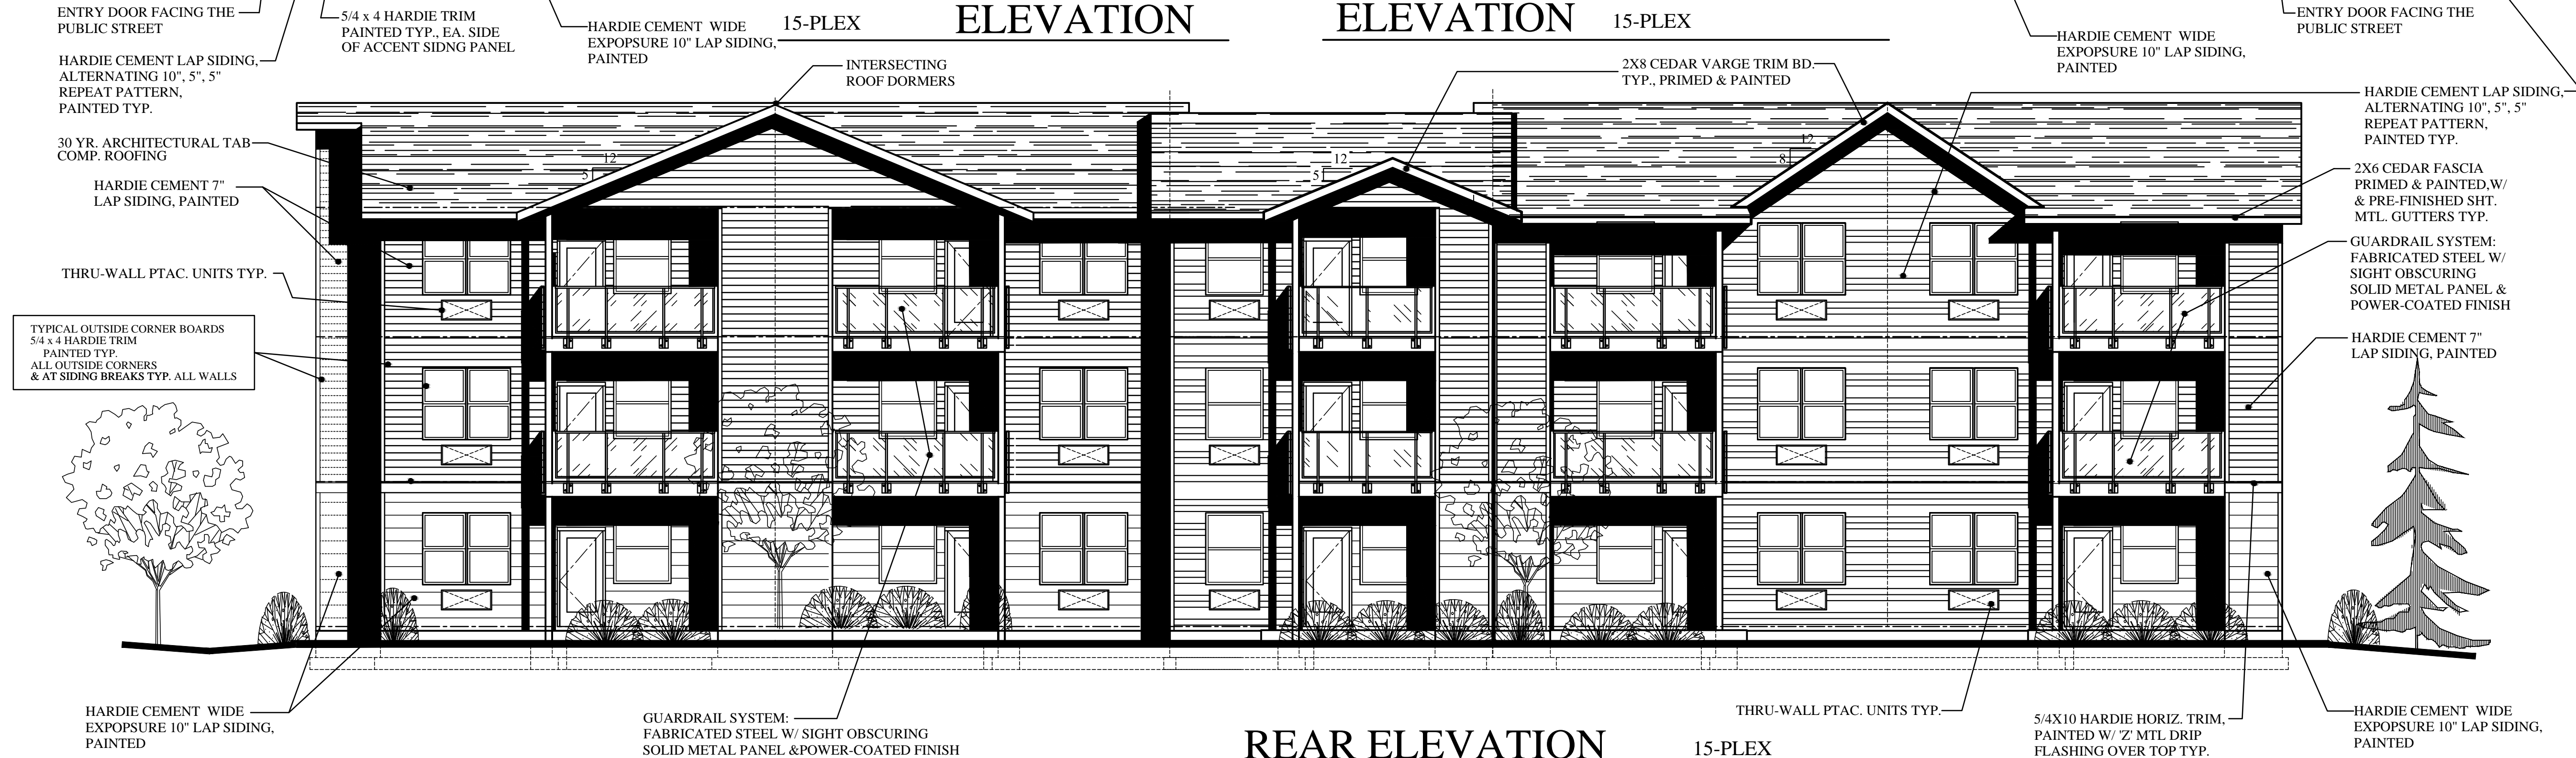 ENTRY DOOR FACING THE
PUBLIC STREET
5/4 x 4 HARDIE TRIM
PAINTED TYP., EA. SIDE
OF ACCENT SIDNG PANEL
HARDIE CEMENT WIDE
EXPOPSURE 10" LAP SIDING,
PAINTED
15-PLEX
ELEVATION
ELEVATION
15-PLEX
HARDIE CEMENT WIDE
EXPOPSURE 10" LAP SIDING,
PAINTED
ENTRY DOOR FACING THE
PUBLIC STREET
HARDIE CEMENT LAP SIDING,
ALTERNATING 10", 5", 5"
REPEAT PATTERN,
PAINTED TYP.
INTERSECTING
ROOF DORMERS
2X8 CEDAR VARGE TRIM BD.
TYP., PRIMED & PAINTED
HARDIE CEMENT LAP SIDING,
ALTERNATING 10", 5", 5"
REPEAT PATTERN,
PAINTED TYP.
30 YR. ARCHITECTURAL TAB
COMP. ROOFING
12
5
12
5
12
8
HARDIE CEMENT 7"
LAP SIDING, PAINTED
2X6 CEDAR FASCIA
PRIMED & PAINTED,W/
& PRE-FINISHED SHT.
MTL. GUTTERS TYP.
THRU-WALL PTAC. UNITS TYP.
GUARDRAIL SYSTEM:
FABRICATED STEEL W/
SIGHT OBSCURING
SOLID METAL PANEL &
POWER-COATED FINISH
TYPICAL OUTSIDE CORNER BOARDS
5/4 x 4 HARDIE TRIM
PAINTED TYP.
ALL OUTSIDE CORNERS
& AT SIDING BREAKS TYP. ALL WALLS
HARDIE CEMENT 7"
LAP SIDING, PAINTED
HARDIE CEMENT WIDE
EXPOPSURE 10" LAP SIDING,
PAINTED
GUARDRAIL SYSTEM:
FABRICATED STEEL W/ SIGHT OBSCURING
SOLID METAL PANEL &POWER-COATED FINISH
REAR ELEVATION
15-PLEX
THRU-WALL PTAC. UNITS TYP.
5/4X10 HARDIE HORIZ. TRIM,
PAINTED W/ 'Z' MTL DRIP
FLASHING OVER TOP TYP.
HARDIE CEMENT WIDE
EXPOPSURE 10" LAP SIDING,
PAINTED